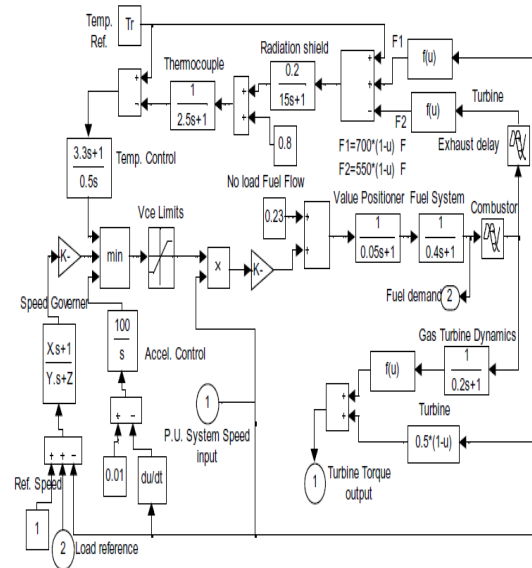 Temp.
Ref.
Tr
F1
f(u)
Radiation shield
0.2
15s+1
Thermocouple
1
2.5s+1
+
-
+
+
+
+
-
F2
f(u)
Turbine
Exhaust delay
0.8
F1=700*(1-u) F
F2=550*(1-u) F
3.3s+1
0.5s
Temp. Control
No load Fuel Flow
0.23
Value Positioner
1
0.05s+1
Fuel System
1
0.4s+1
Combustor
Vce Limits
K-
min
x
K-
+
+
Fuel demand
2
Speed Governer
X.s+1
Y.s+Z
100
s
Accel. Control
Gas Turbine Dynamics
1
0.2s+1
f(u)
1
P.U. System Speed
input
+
-
+
+
Turbine
0.5*(1-u)
+ + -
Ref. Speed
0.01
du/dt
1
Turbine Torque
output
1
2
Load reference